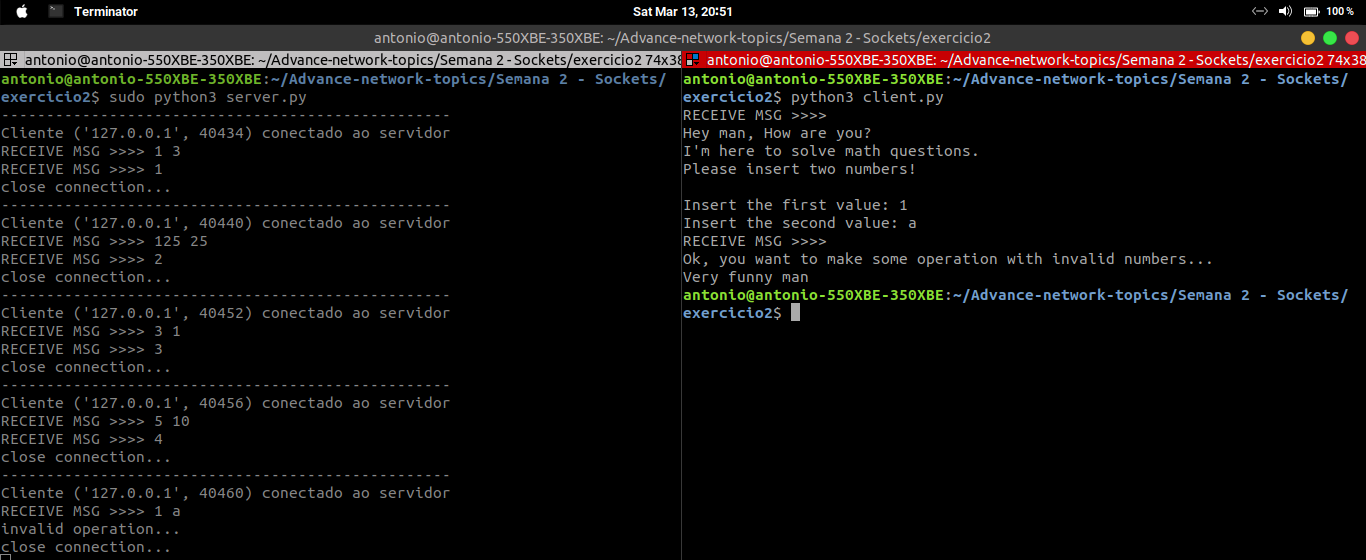 Terminator
Sat Mar 13, 20:51
100 %
antonio@antonio-550XBE-350XBE: ~/Advance-network-topics/Semana 2 - Sockets/exercicio2
antonio@antonio-550XBE-350XBE: ~/Advance-network-topics/Semana 2 - Sockets/exercicio2 74x38
antonio@antonio-550XBE-350XBE:~/Advance-network-topics/Semana 2 - Sockets/
exercicio2$ sudo python3 server.py
--------------------------------------------------
Cliente ('127.0.0.1', 40434) conectado ao servidor
RECEIVE MSG >>>> 1 3
RECEIVE MSG >>>> 1
close connection...
--------------------------------------------------
Cliente ('127.0.0.1', 40440) conectado ao servidor
RECEIVE MSG >>>> 125 25
RECEIVE MSG >>>> 2
close connection...
--------------------------------------------------
Cliente ('127.0.0.1', 40452) conectado ao servidor
RECEIVE MSG >>>> 3 1
RECEIVE MSG >>>> 3
close connection...
--------------------------------------------------
Cliente ('127.0.0.1', 40456) conectado ao servidor
RECEIVE MSG >>>> 5 10
RECEIVE MSG >>>> 4
close connection...
--------------------------------------------------
Cliente ('127.0.0.1', 40460) conectado ao servidor
RECEIVE MSG >>>> 1 a
invalid operation...
close connection...
antonio@antonio-550XBE-350XBE: ~/Advance-network-topics/Semana 2 - Sockets/exercicio2 74x38
antonio@antonio-550XBE-350XBE:~/Advance-network-topics/Semana 2 - Sockets/
exercicio2$ python3 client.py
RECEIVE MSG >>>>
Hey man, How are you?
I'm here to solve math questions.
Please insert two numbers!
Insert the first value: 1
Insert the second value: a
RECEIVE MSG >>>>
Ok, you want to make some operation with invalid numbers...
Very funny man
antonio@antonio-550XBE-350XBE:~/Advance-network-topics/Semana 2 - Sockets/
exercicio2$